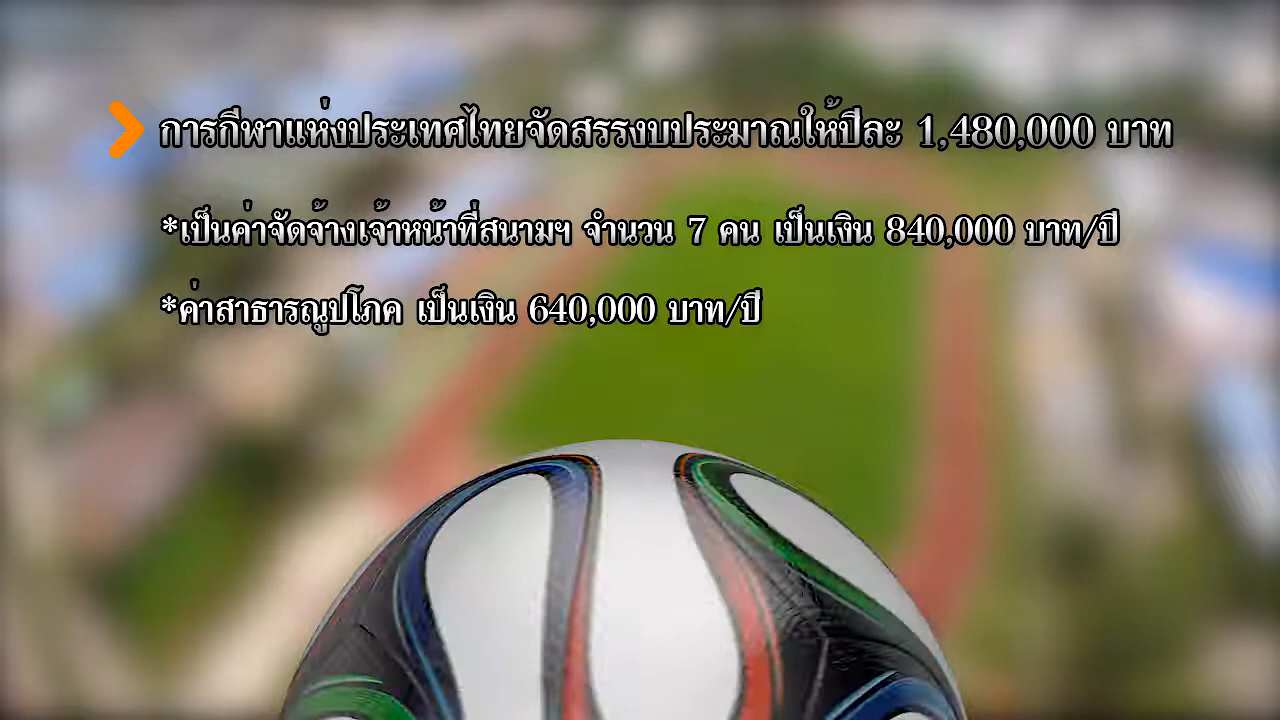 การกีฬาแห่งประเทศไทยจัดสรรงบประมาณให้ปีละ 1,480,000 บาท
*เป็นค่าจัดจ้างเจ้าหน้าที่สนามฯ จำนวน 7 คน เป็นเงิน 840,000 บาท/ปี
*ค่าสาธารณูปโภค เป็นเงิน 640,000 บาท/ปี